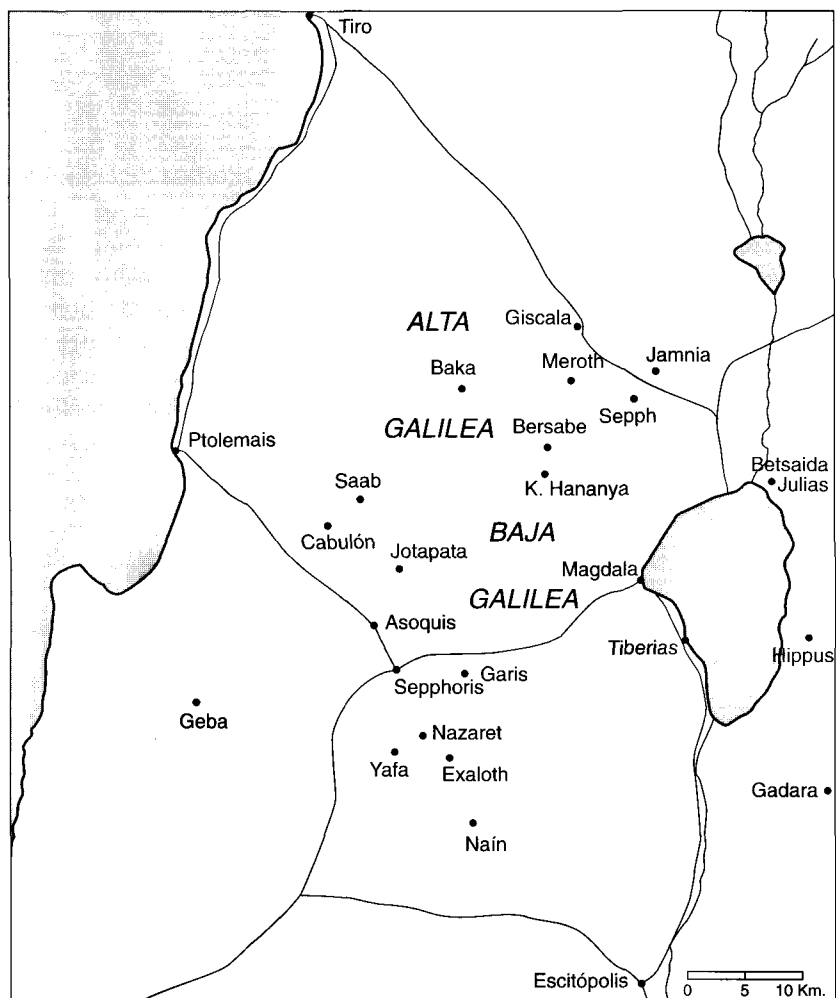 Tiro
ALTA
Giscala
Meroth
Jamnia
Baka
Sepph
GALILEA
Bersabe
Ptolemais
Betsaida
Julias
Saab
K. Hananya
Cabulón
BAJA
Jotapata
Magdala
GALILEA
Asoquis
Tiberias
Hippus
Sepphoris
Garis
Geba
Nazaret
Yafa
Exaloth
Gadara
Naín
Escitópolis
0 5 10 Km.